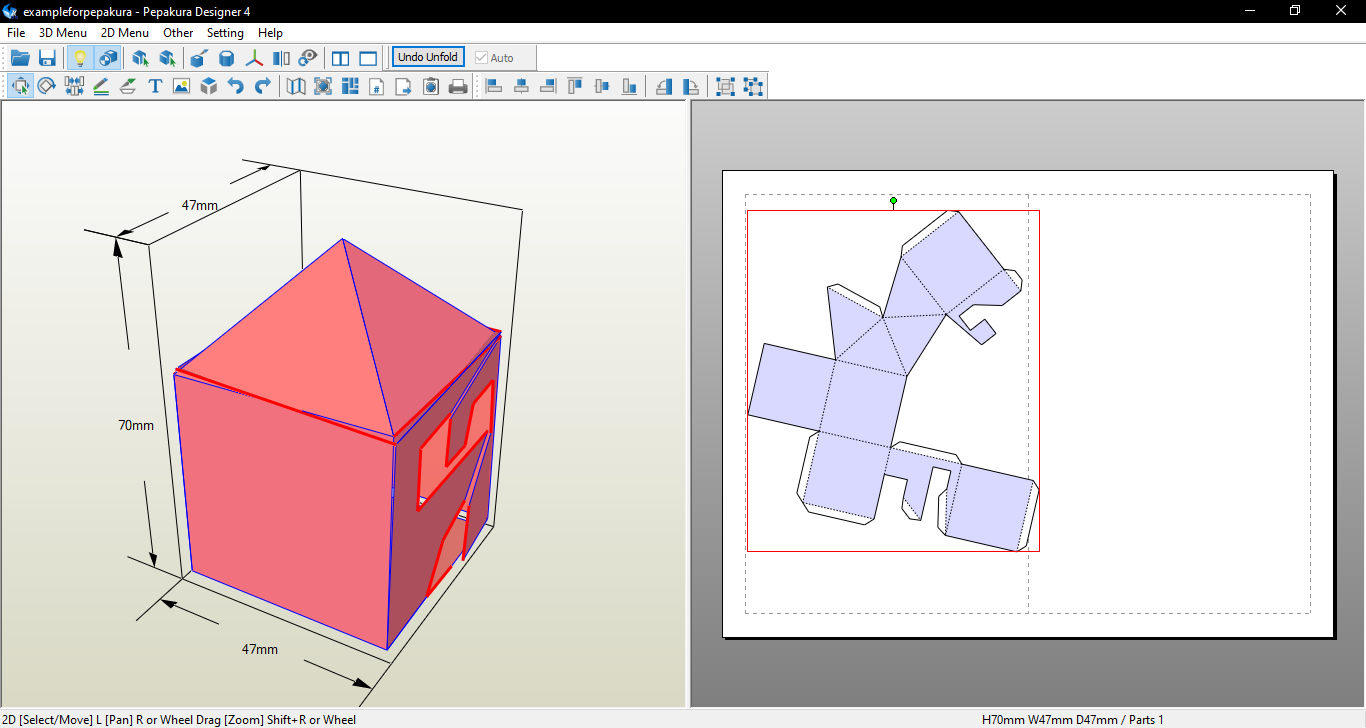 exampleforpepakura - Pepakura Designer 4
File 3D Menu 2D Menu Other Setting Help
Undo Unfold Auto
T #
47mm
70mm
47mm
2D [Select/Move] L [Pan] R or Wheel Drag [Zoom] Shift+R or Wheel H70mm W47mm D47mm / Parts 1